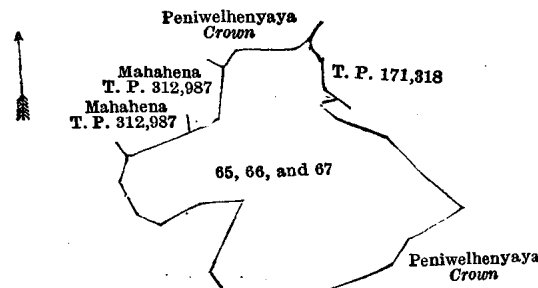 Peniwelhenyaya
Crown
Mahahena
T. P. 312,987
T. P. 171,318
Mahahena
T. P. 312,987
65, 66, and 67
Peniwelhenyaya
Crown